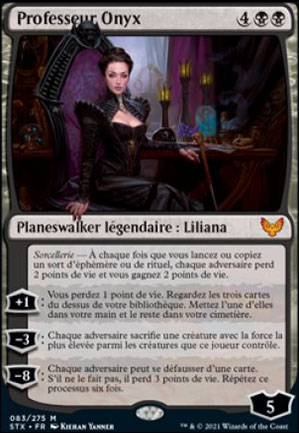 Professeur Onyx 4
Planeswalker légendaire : Liliana
Sorcellerie — À chaque fois que vous lancez ou copiez
un sort d'éphémère ou de rituel, chaque adversaire perd
2 points de vie et vous gagnez 2 points de vie.
+1 : Vous perdez 1 point de vie. Regardez les trois cartes
du dessus de votre bibliothèque. Mettez l'une d'elles
dans votre main et le reste dans votre cimetière.
-3 : Chaque adversaire sacrifie une créature avec la force la
plus élevée parmi les créatures que ce joueur contrôle.
-8 : Chaque adversaire peut se défausser d'une carte.
S'il ne le fait pas, il perd 3 points de vie. Répétez ce
processus six fois.
5
083/275 M
STX • FR KIERAN YANNER
™ & © 2021 Wizards of the Coast